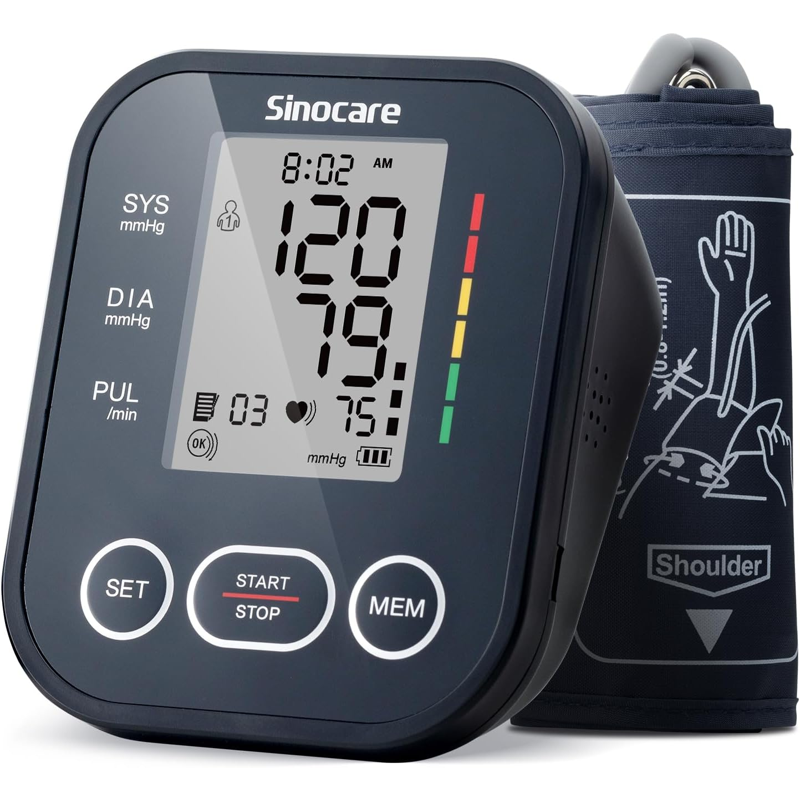 Sinocare
8:02 AM
SYS
mmHg
1
120
DIA
mmHg
79
PUL
/min
03
75
OK
mmHg
SET
START
STOP
MEM
Shoulder